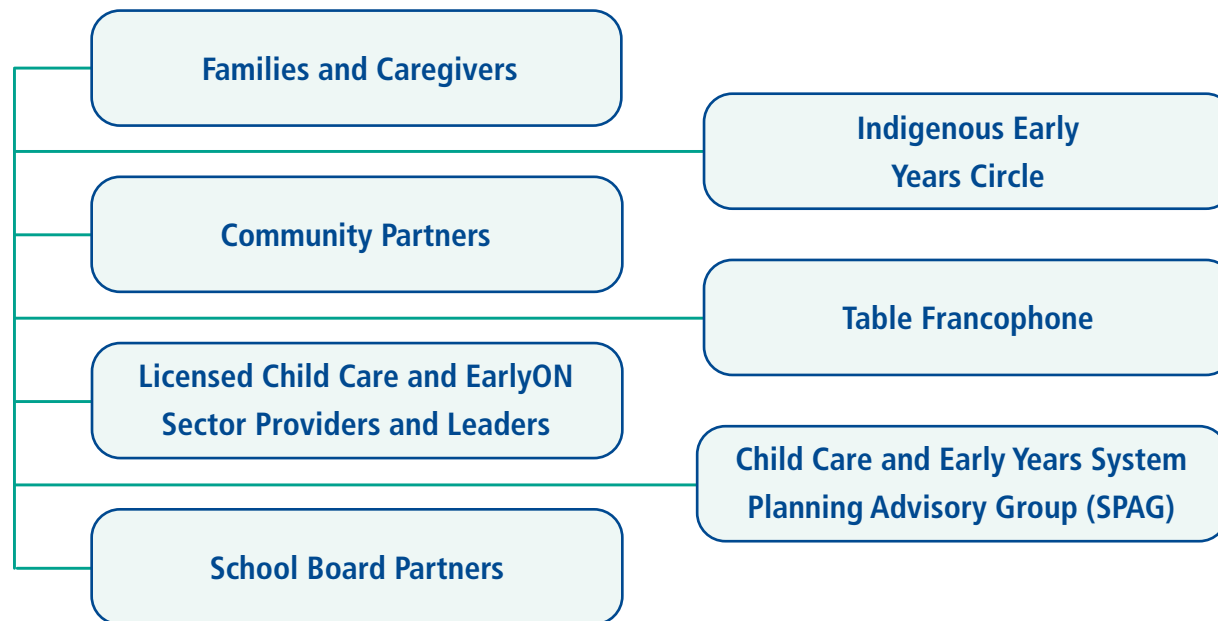 Families and Caregivers
Indigenous Early
Years Circle
Community Partners
Table Francophone
Licensed Child Care and EarlyON
Sector Providers and Leaders
Child Care and Early Years System
Planning Advisory Group (SPAG)
School Board Partners